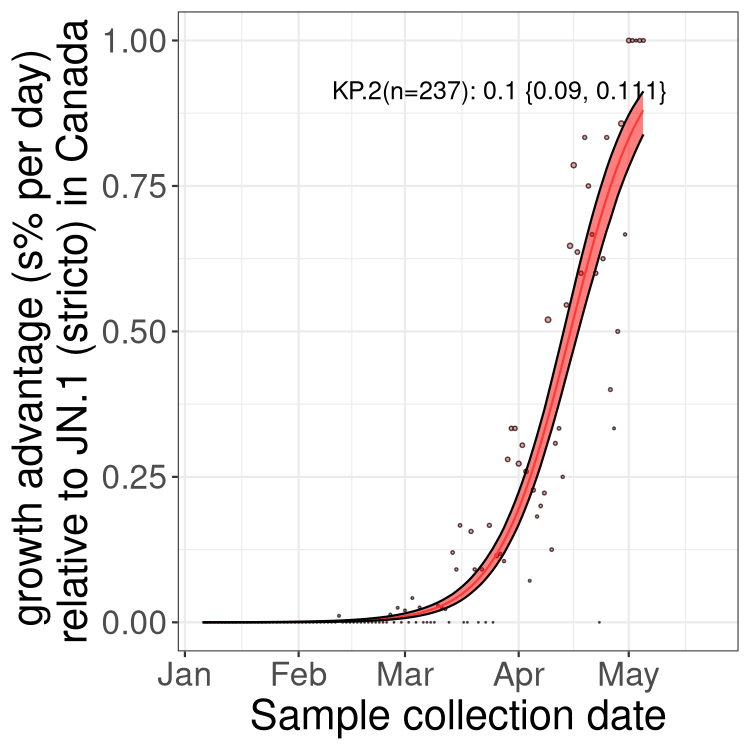 growth advantage (s% per day)
relative to JN.1 (stricto) in Canada
1.00
KP.2(n=237): 0.1 {0.09, 0.111}
0.75
0.50
0.25
0.00
Jan Feb Mar Apr May
Sample collection date